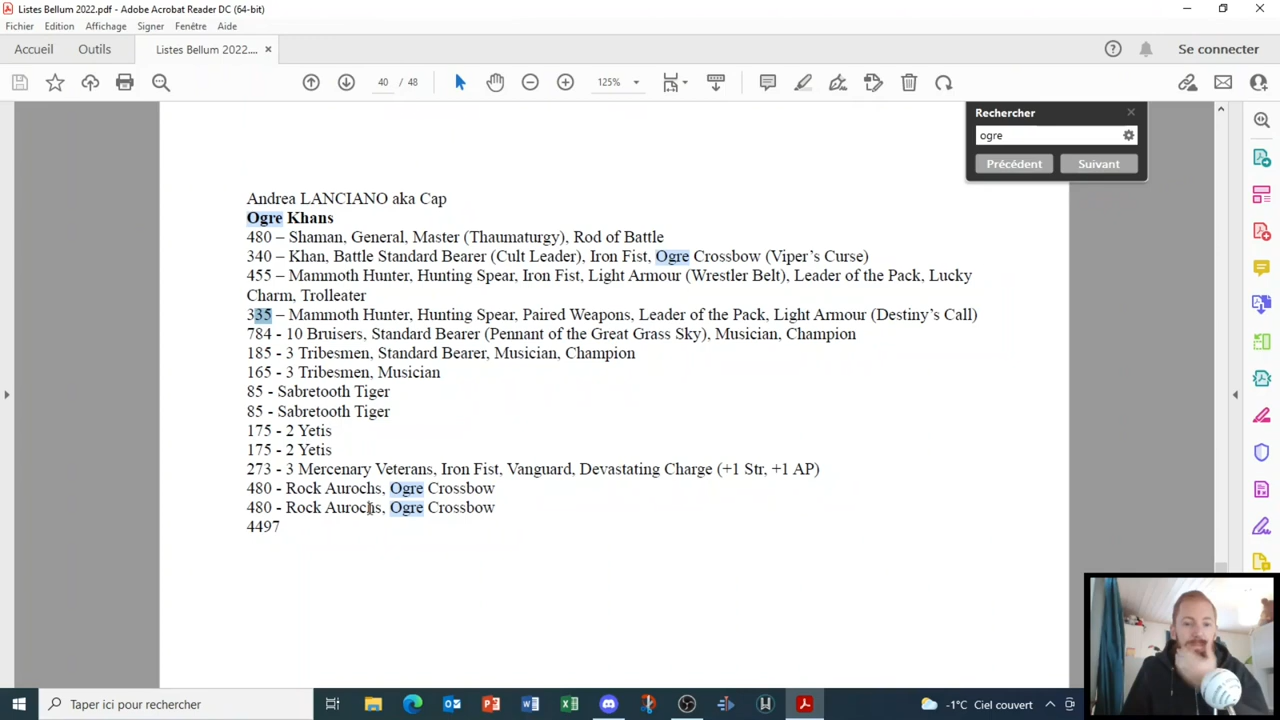 Listes Bellum 2022.pdf - Adobe Acrobat Reader DC (64-bit)
Fichier Edition Affichage Signer Fenêtre Aide
Accueil Outils Listes Bellum 2022.... × Se connecter
40 / 48 125%
Rechercher
ogre
Précédent Suivant
Andrea LANCIANO aka Cap
Ogre Khans
480 – Shaman, General, Master (Thaumaturgy), Rod of Battle
340 – Khan, Battle Standard Bearer (Cult Leader), Iron Fist, Ogre Crossbow (Viper’s Curse)
455 – Mammoth Hunter, Hunting Spear, Iron Fist, Light Armour (Wrestler Belt), Leader of the Pack, Lucky
Charm, Trolleater
335 – Mammoth Hunter, Hunting Spear, Paired Weapons, Leader of the Pack, Light Armour (Destiny’s Call)
784 - 10 Bruisers, Standard Bearer (Pennant of the Great Grass Sky), Musician, Champion
185 - 3 Tribesmen, Standard Bearer, Musician, Champion
165 - 3 Tribesmen, Musician
85 - Sabretooth Tiger
85 - Sabretooth Tiger
175 - 2 Yetis
175 - 2 Yetis
273 - 3 Mercenary Veterans, Iron Fist, Vanguard, Devastating Charge (+1 Str, +1 AP)
480 - Rock Aurochs, Ogre Crossbow
480 - Rock Aurochs, Ogre Crossbow
4497
Taper ici pour rechercher
-1°C Ciel couvert